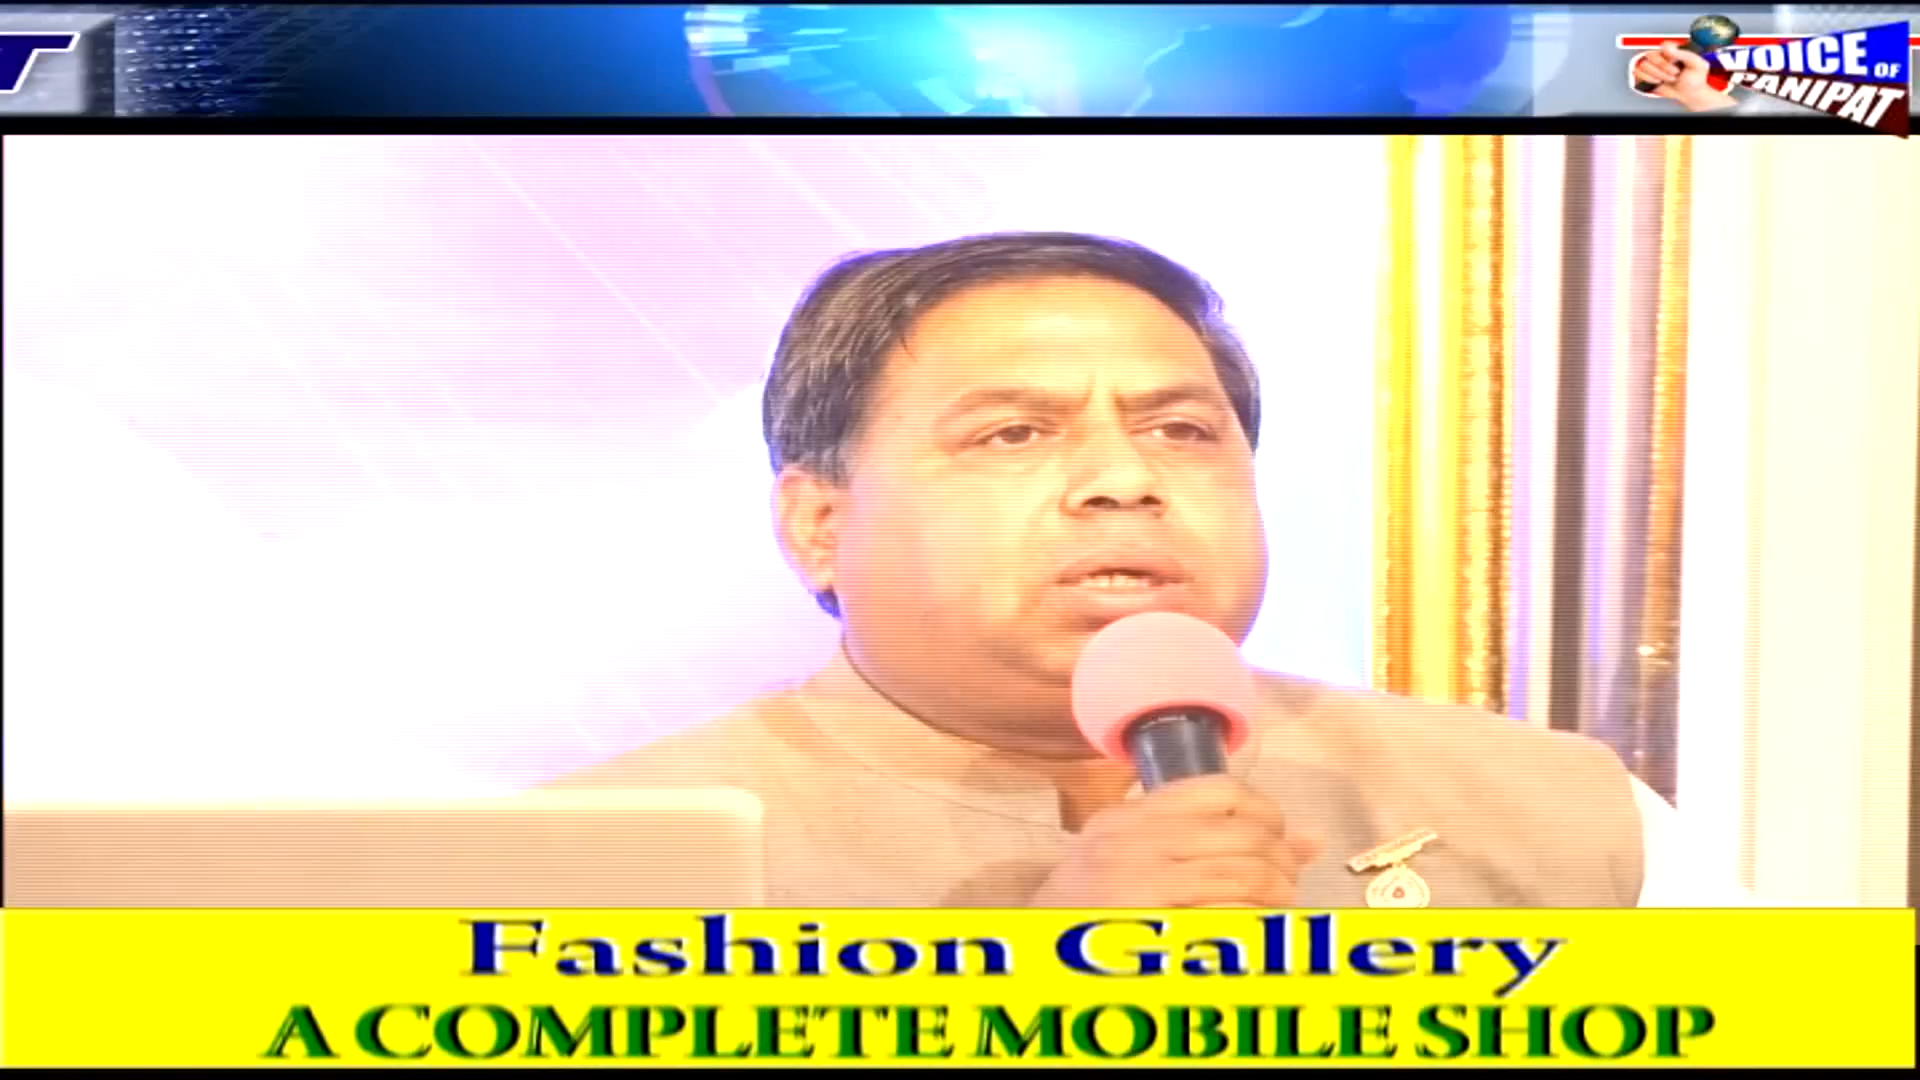 T
VOICE OF
PANIPAT
Fashion Gallery
A COMPLETE MOBILE SHOP